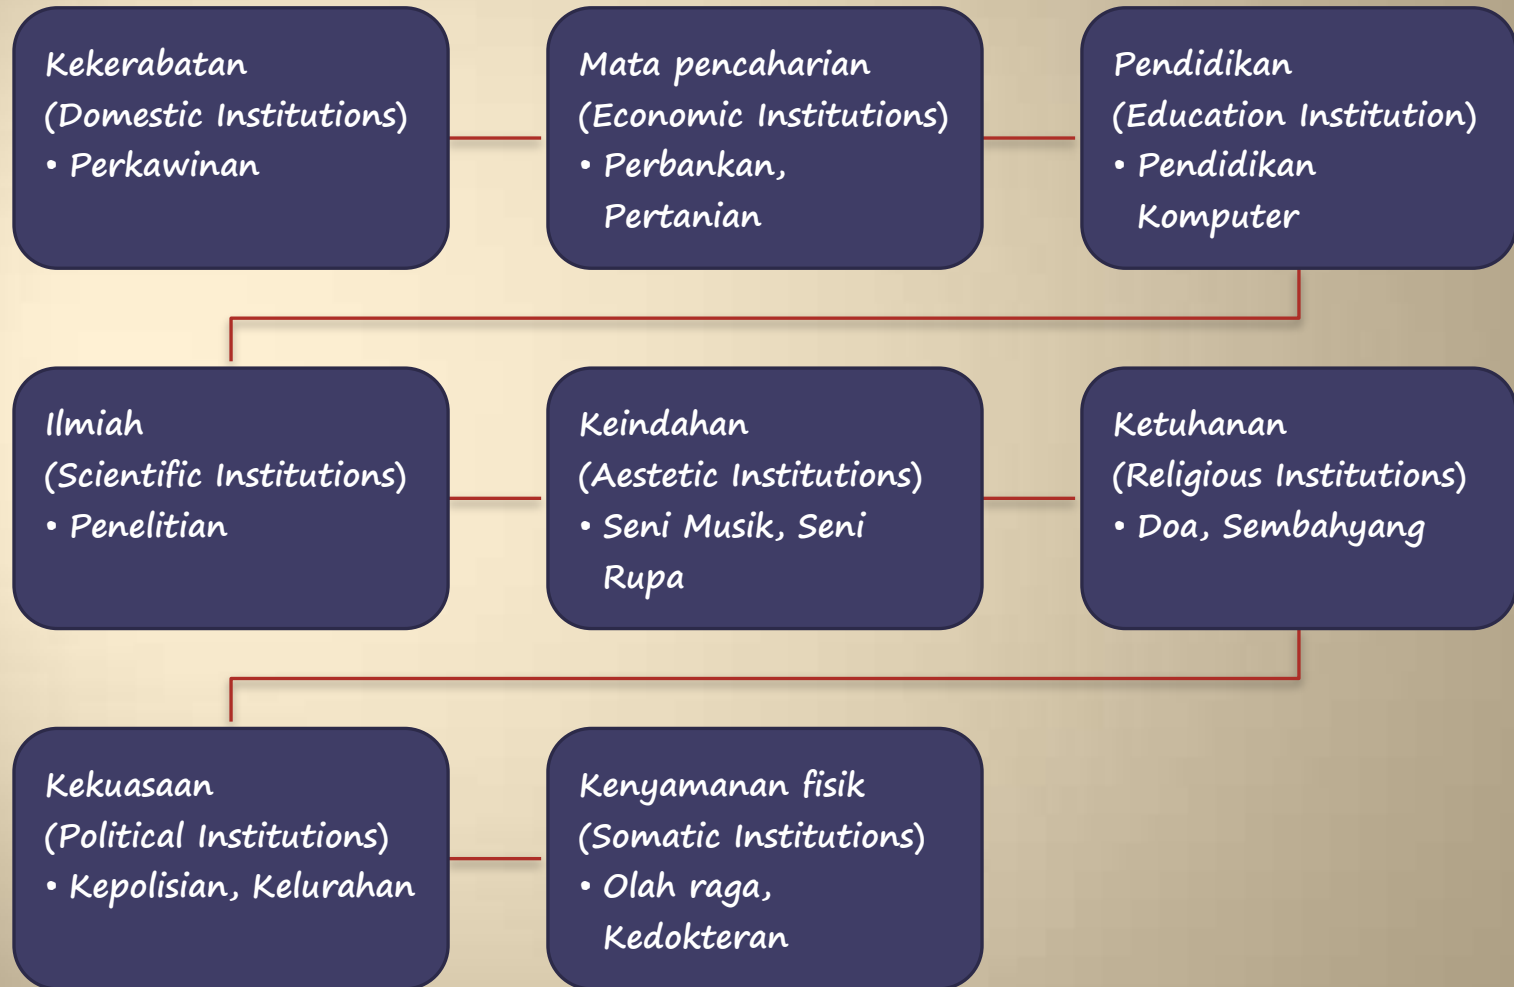 Kekerabatan
(Domestic Institutions)
• Perkawinan
Mata pencaharian
(Economic Institutions)
• Perbankan,
Pertanian
Pendidikan
(Education Institution)
• Pendidikan
Komputer
Ilmiah
(Scientific Institutions)
• Penelitian
Keindahan
(Aestetic Institutions)
• Seni Musik, Seni
Rupa
Ketuhanan
(Religious Institutions)
• Doa, Sembahyang
Kekuasaan
(Political Institutions)
• Kepolisian, Kelurahan
Kenyamanan fisik
(Somatic Institutions)
• Olah raga,
Kedokteran